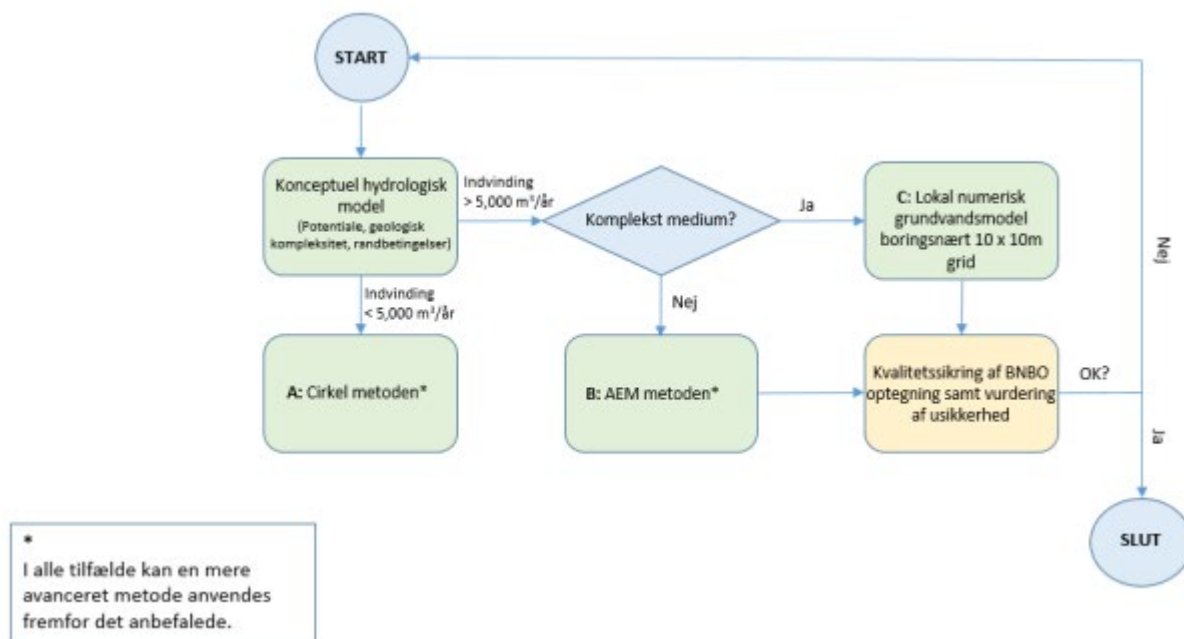 START
Konceptuel hydrologisk
model
(Potentiale, geologisk
kompleksitet, randbetingelser)
Indvinding
> 5,000 m³/år
Komplekst medium?
Ja
C: Lokal numerisk
grundvandsmodel
boringsnært 10 x 10m
grid
Nej
Indvinding
< 5,000 m³/år
Nej
A: Cirkel metoden*
B: AEM metoden*
Kvalitetssikring af BNBO
optegning samt vurdering
af usikkerhed
OK?
Ja
SLUT
*
I alle tilfælde kan en mere
avanceret metode anvendes
fremfor det anbefalede.